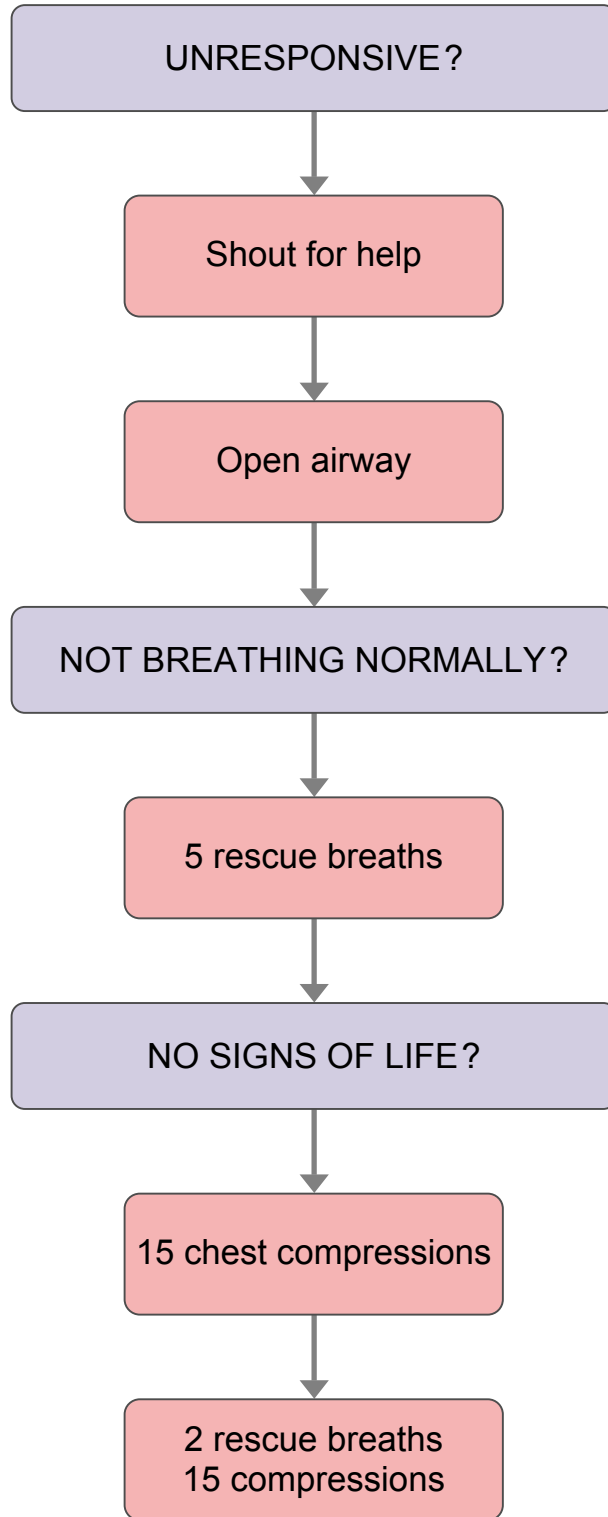 UNRESPONSIVE?
Shout for help
Open airway
NOT BREATHING NORMALLY?
5 rescue breaths
NO SIGNS OF LIFE?
15 chest compressions
2 rescue breaths
15 compressions